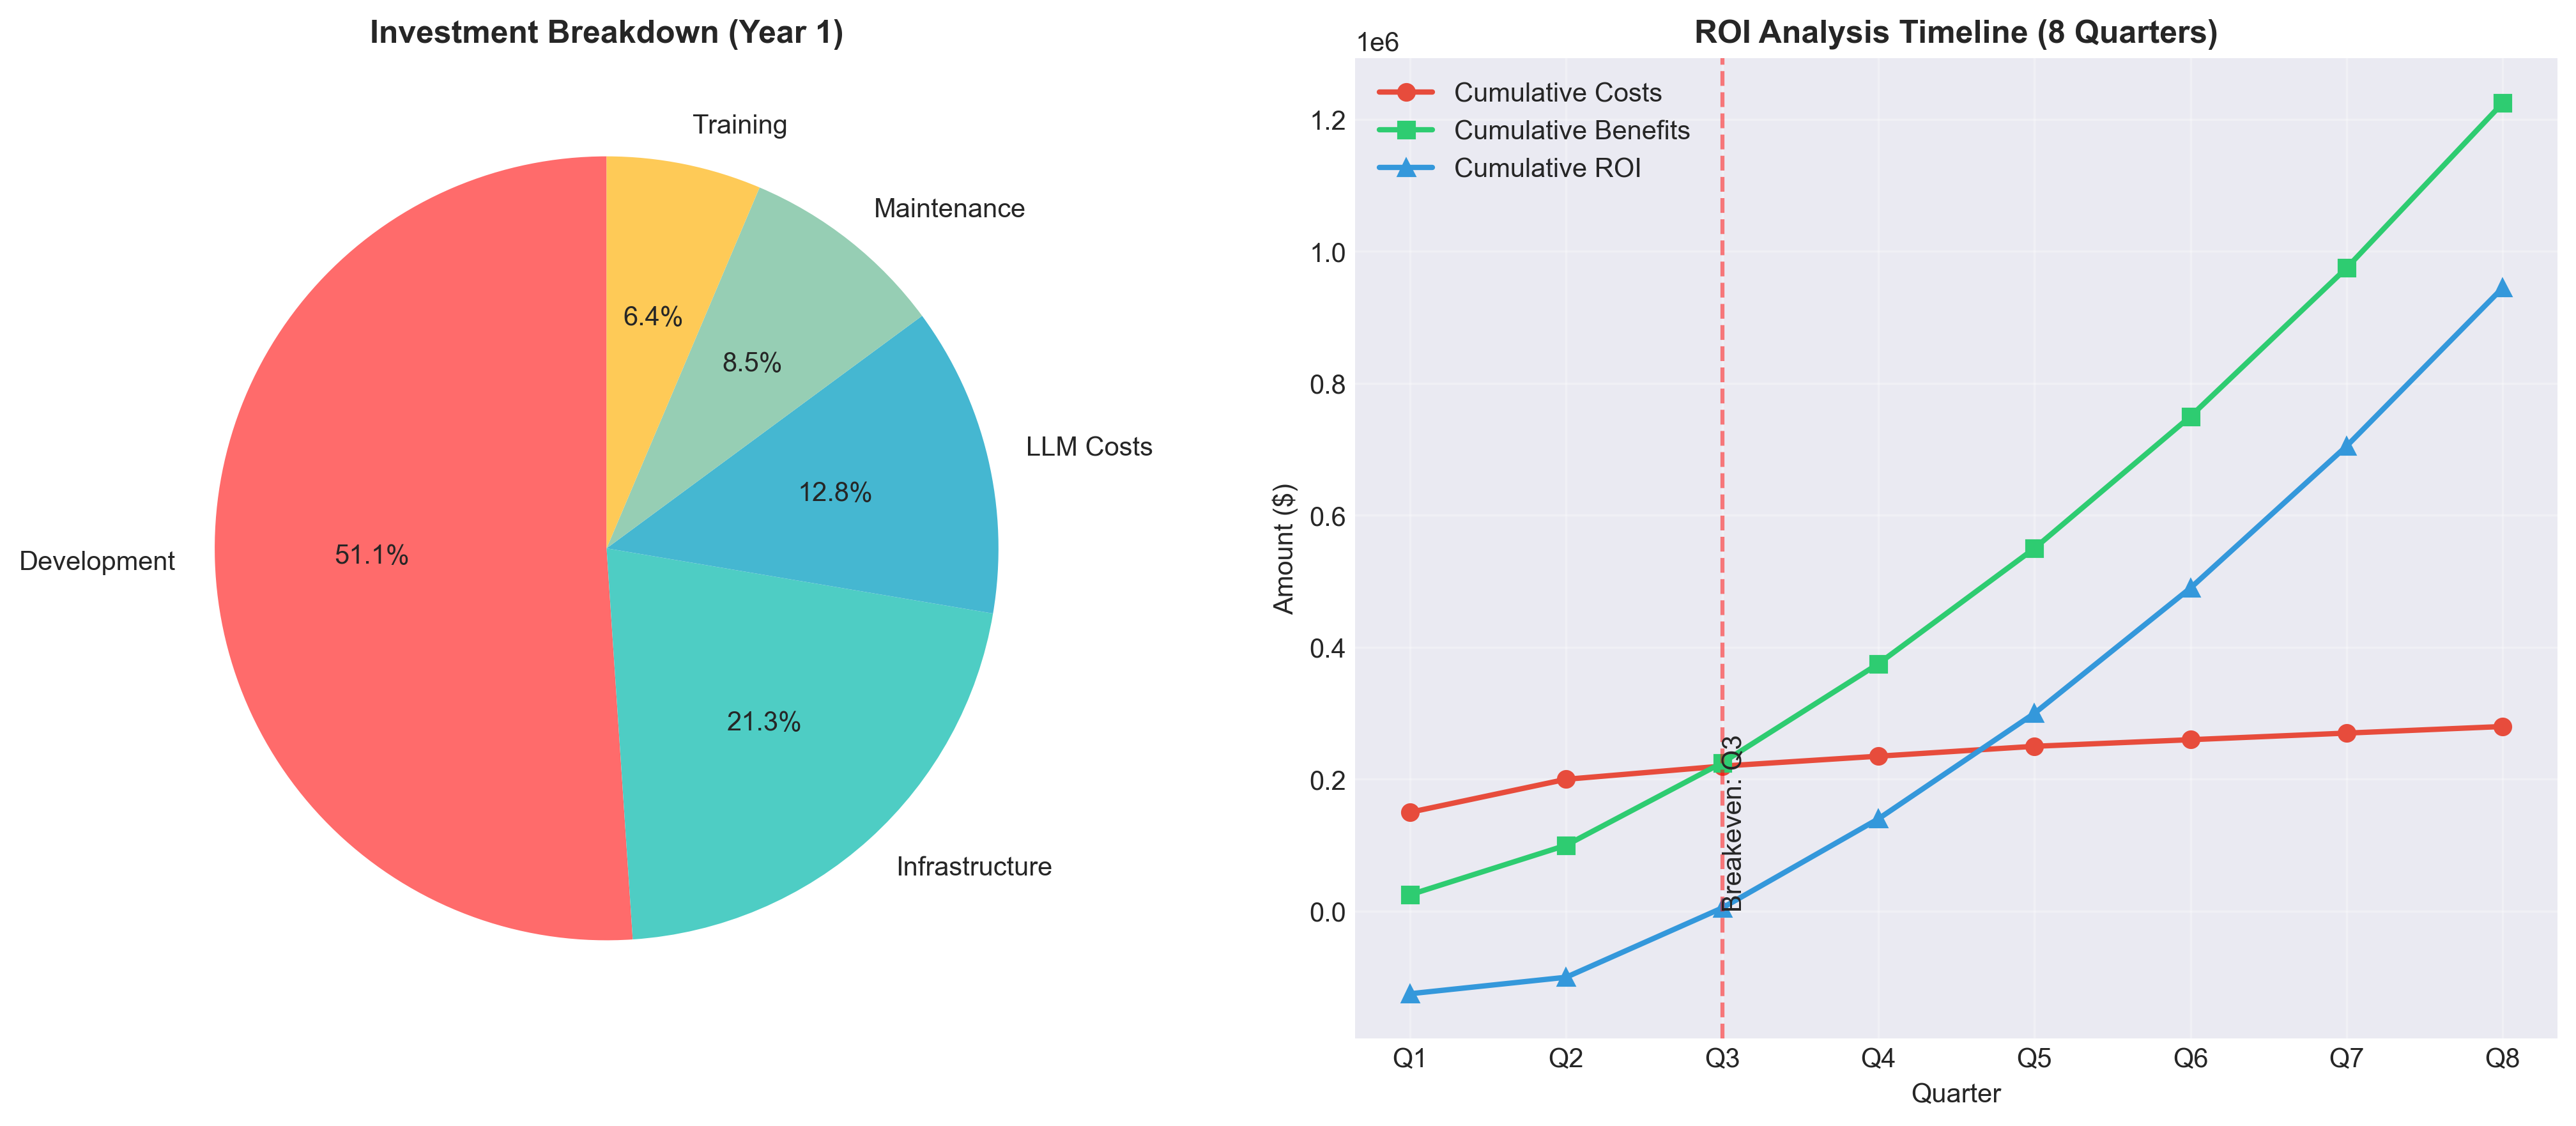 Investment Breakdown (Year 1)
Training
Maintenance
LLM Costs
Infrastructure
Development
6.4%
8.5%
12.8%
21.3%
51.1%
ROI Analysis Timeline (8 Quarters)
1e6
Cumulative Costs
Cumulative Benefits
Cumulative ROI
1.2
1.0
0.8
0.6
0.4
0.2
0.0
Amount ($)
Breakeven: Q3
Q1 Q2 Q3 Q4 Q5 Q6 Q7 Q8
Quarter